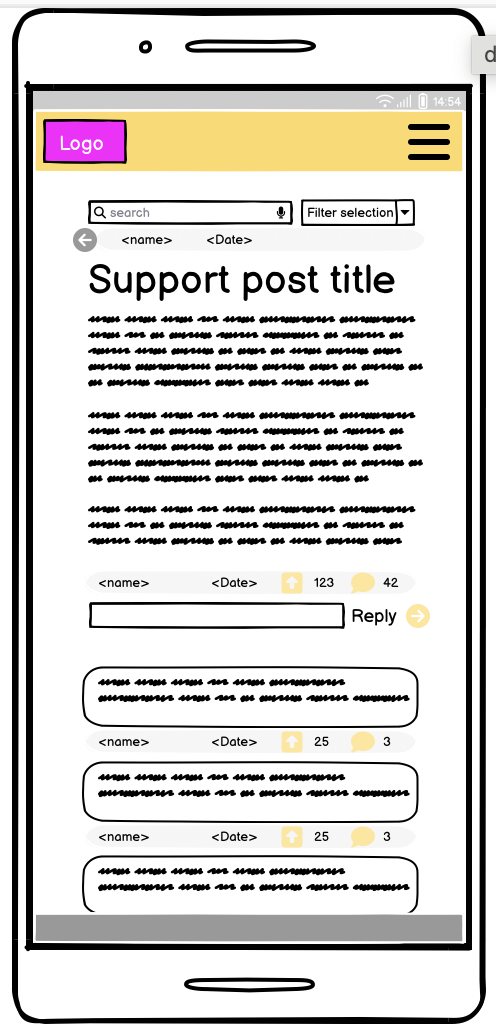 d
14:54
Logo
search
Filter selection
<name> <Date>
Support post title
<name> <Date> 123 42
Reply
<name> <Date> 25 3
<name> <Date> 25 3